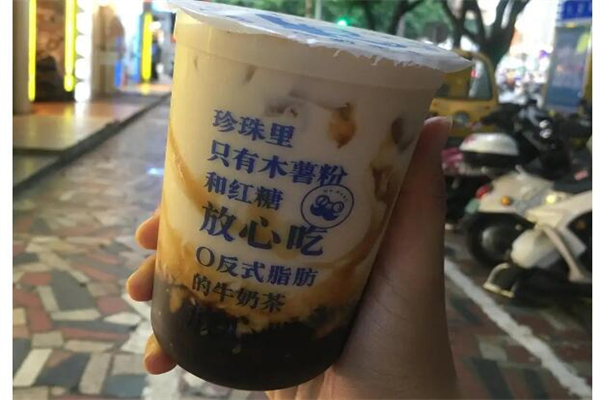 珍珠里
只有木薯粉
和红糖
放心吃
0反式脂肪
的牛奶茶